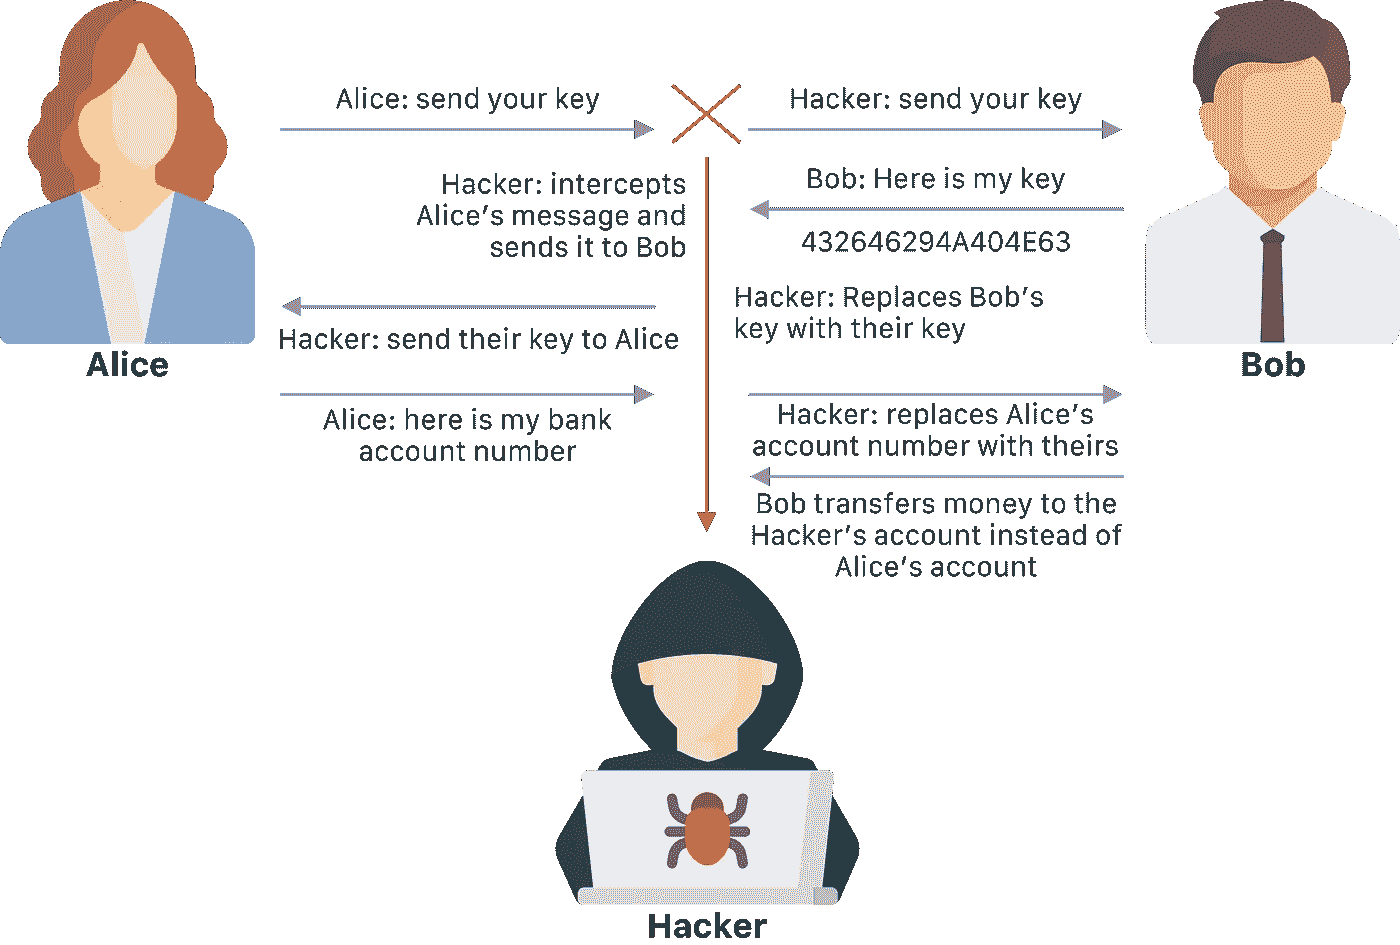 Alice: send your key
Hacker: send your key
Hacker: intercepts
Alice's message and
sends it to Bob
Bob: Here is my key
432646294A404E63
Hacker: Replaces Bob's
key with their key
Hacker: send their key to Alice
Alice: here is my bank
account number
Hacker: replaces Alice's
account number with theirs
Bob transfers money to the
Hacker's account instead of
Alice's account
Alice
Bob
Hacker